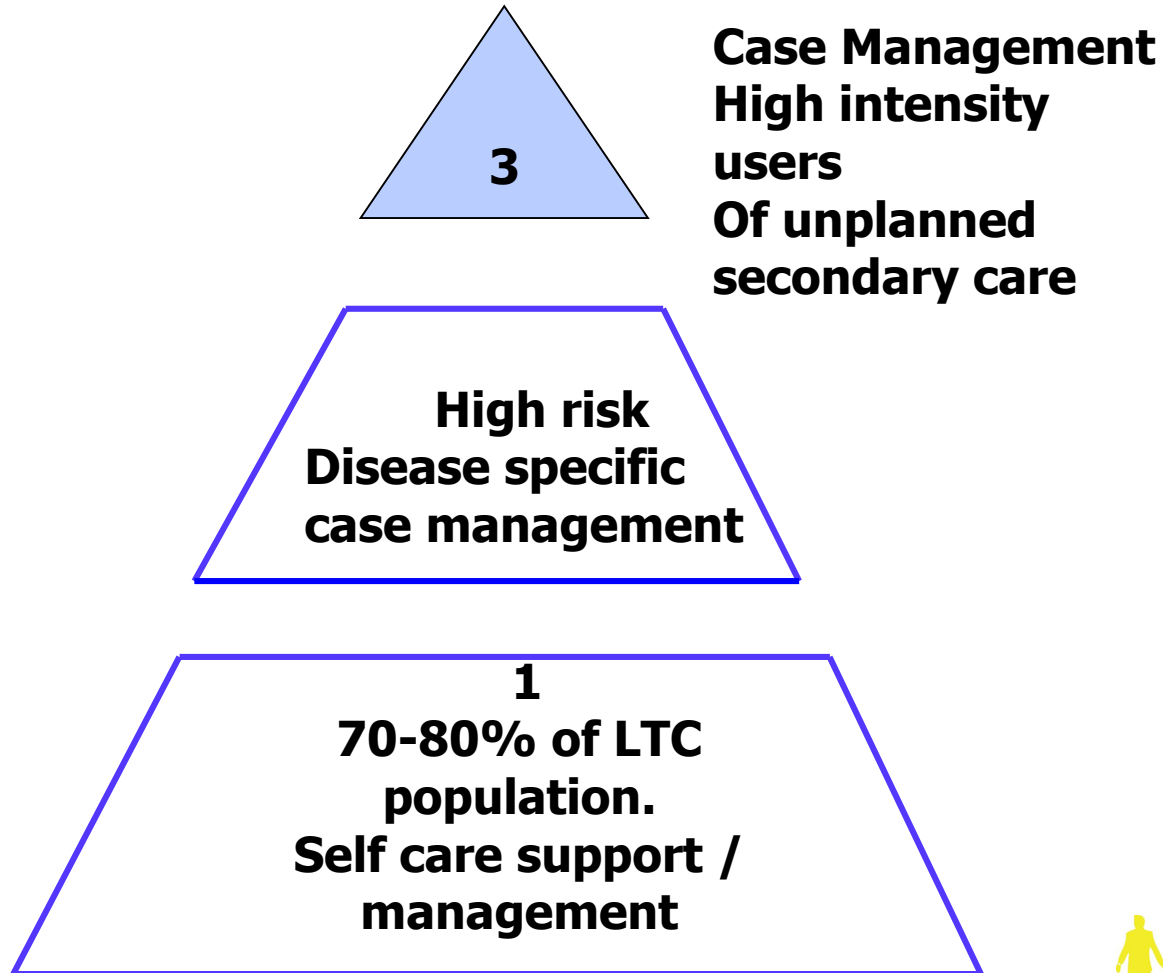 Case Management
High intensity
users
Of unplanned
secondary care
3
High risk
Disease specific
case management
1
70-80% of LTC
population.
Self care support /
management